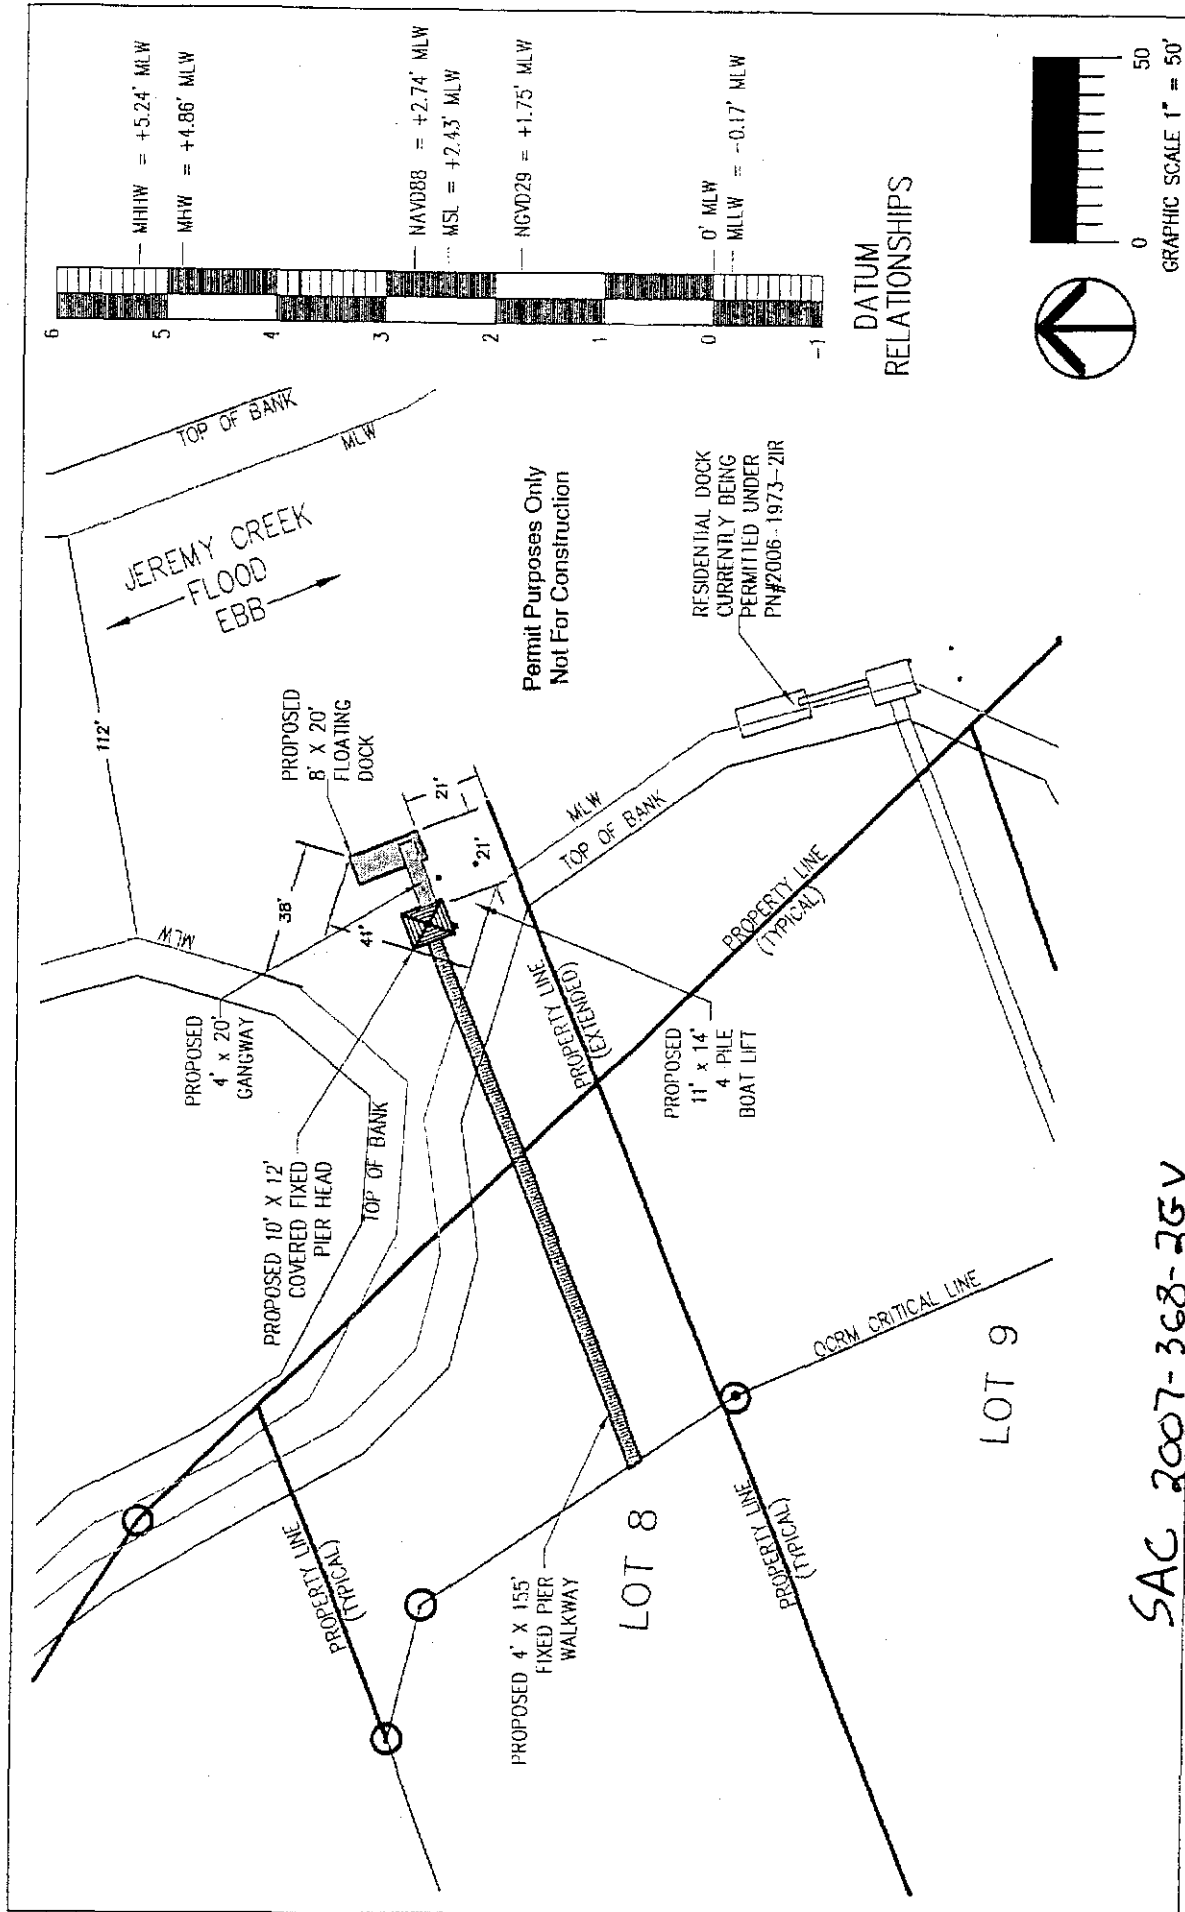 MHHW = +5.24' MLW
MHW = +4.86' MLW
NAVD88 = +2.74' MLW
MSL = +2.43' MLW
NGVD29 = +1.75' MLW
0' MLW
MLLW = -0.17' MLW
6
5
4
3
2
1
0
-1
DATUM
RELATIONSHIPS
0
50
GRAPHIC SCALE 1" = 50'
TOP OF BANK
MLW
JEREMY CREEK
FLOOD
EBB
112'
Permit Purposes Only
Not For Construction
RESIDENTIAL DOCK
CURRENTLY BEING
PERMITTED UNDER
PN#2006-1973-2IR
PROPOSED
8' X 20'
FLOATING
DOCK
21'
21'
38'
41'
MLW
MLW
TOP OF BANK
PROPERTY LINE
(TYPICAL)
PROPERTY LINE
(EXTENDED)
PROPOSED
4' x 20'
GANGWAY
PROPOSED
11' x 14'
4 PILE
BOAT LIFT
PROPOSED 10' X 12'
COVERED FIXED
PIER HEAD
TOP OF BANK
OCRM CRITICAL LINE
LOT 9
PROPERTY LINE
(TYPICAL)
PROPERTY LINE
(TYPICAL)
LOT 8
PROPOSED 4' X 155'
FIXED PIER
WALKWAY
SAC 2007-368-2GV